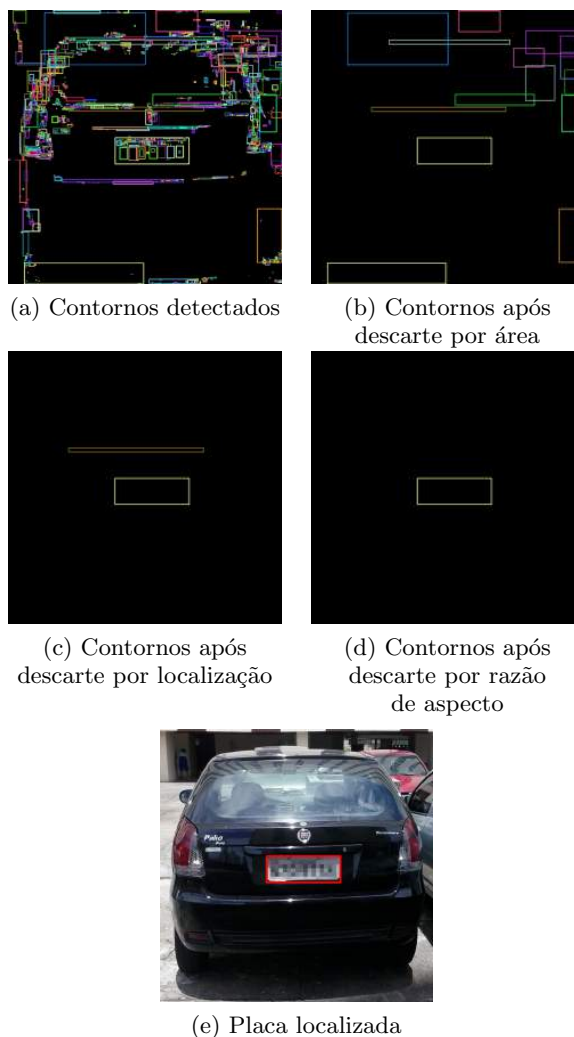 (a) Contornos detectados
(b) Contornos após
descarte por área
(c) Contornos após
descarte por localização
(d) Contornos após
descarte por razão
de aspecto
Palio
(e) Placa localizada